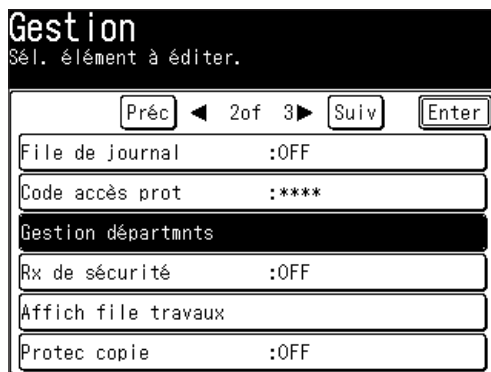 Gestion
Sél. élément à éditer.
Préc ◀ 2of 3▶ Suiv Enter
File de journal :OFF
Code accès prot :****
Gestion départmnts
Rx de sécurité :OFF
Affich file travaux
Protec copie :OFF